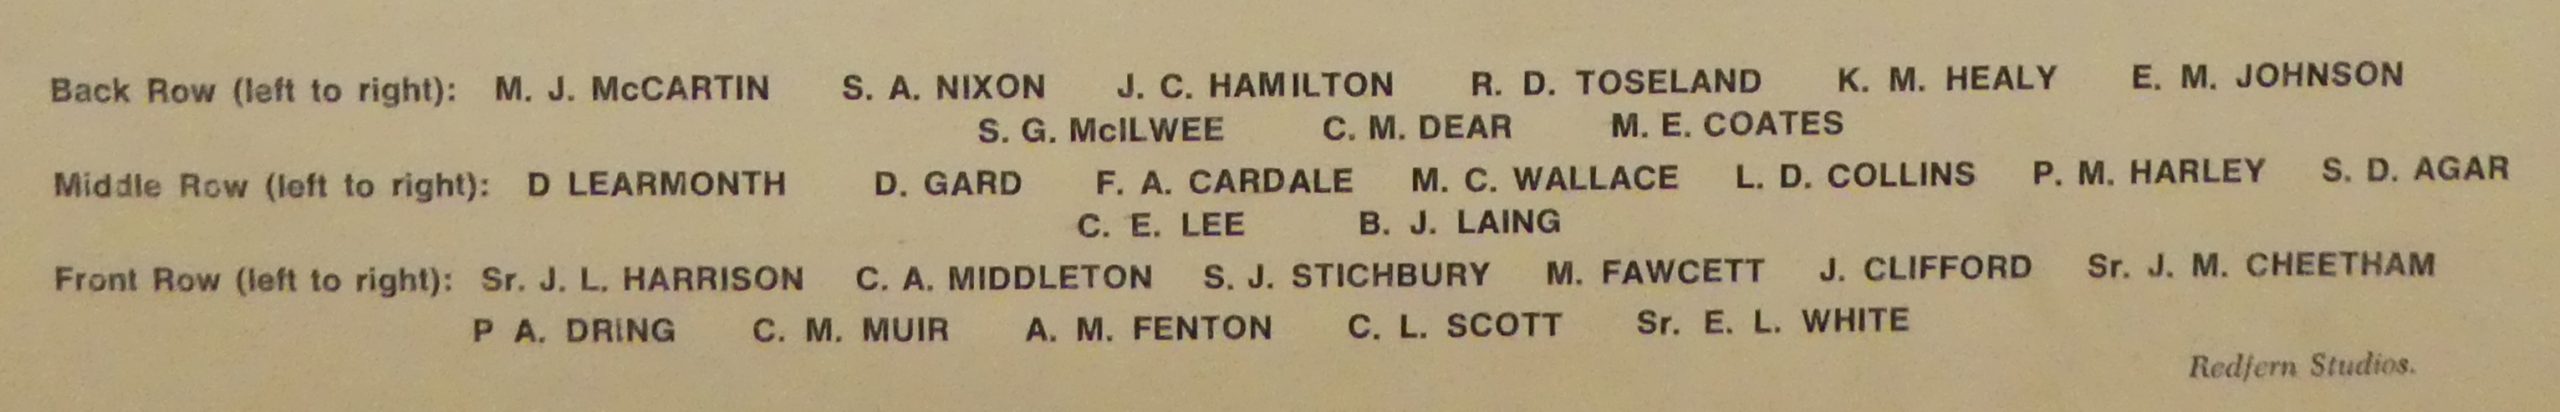 Back Row (left to right): M. J. McCARTIN S. A. NIXON J. C. HAMILTON R. D. TOSELAND K. M. HEALY E. M. JOHNSON
S. G. McILWEE C. M. DEAR M. E. COATES
Middle Row (left to right): D LEARMONTH D. GARD F. A. CARDALE M. C. WALLACE L. D. COLLINS P. M. HARLEY S. D. AGAR
C. E. LEE B. J. LAING
Front Row (left to right): Sr. J. L. HARRISON C. A. MIDDLETON S. J. STICHBURY M. FAWCETT J. CLIFFORD Sr. J. M. CHEETHAM
P A. DRING C. M. MUIR A. M. FENTON C. L. SCOTT Sr. E. L. WHITE
Redfern Studios.